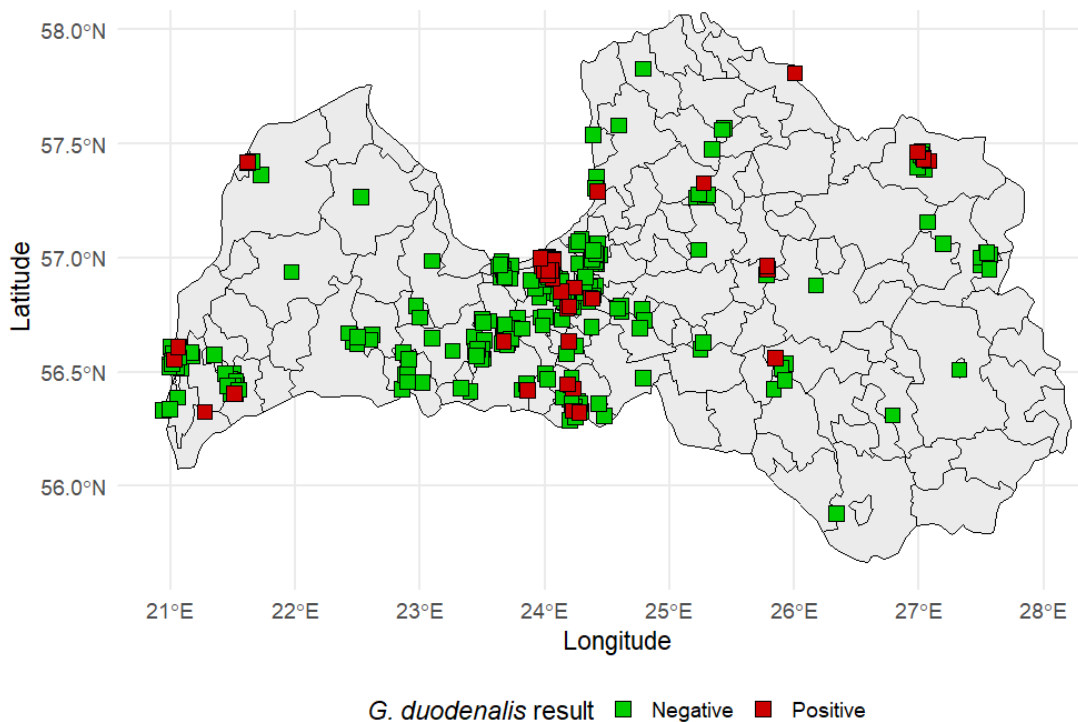 58.0°N
57.5°N
57.0°N
56.5°N
56.0°N
Latitude
21°E 22°E 23°E 24°E 25°E 26°E 27°E 28°E
Longitude
G. duodenalis result Negative Positive